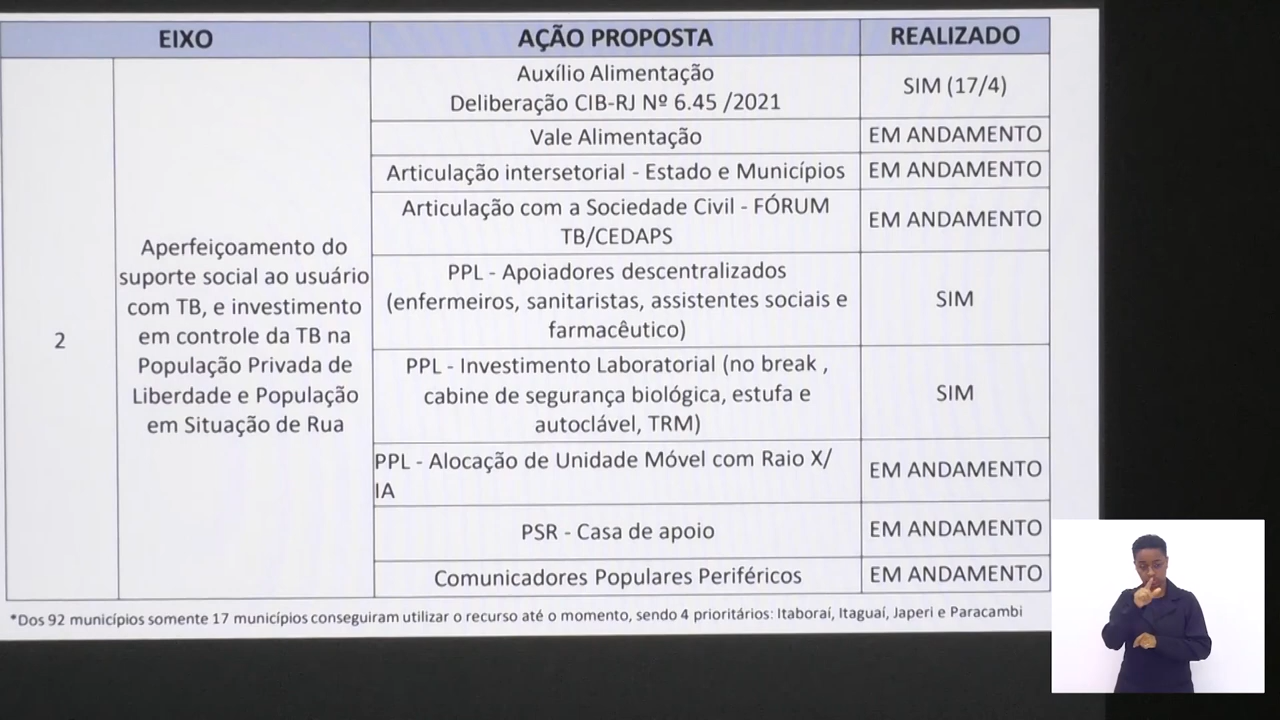 EIXO
AÇÃO PROPOSTA
REALIZADO
2
Aperfeiçoamento do
suporte social ao usuário
com TB, e investimento
em controle da TB na
População Privada de
Liberdade e População
em Situação de Rua
Auxílio Alimentação
Deliberação CIB-RJ Nº 6.45 /2021
SIM (17/4)
Vale Alimentação
EM ANDAMENTO
Articulação intersetorial - Estado e Municípios
EM ANDAMENTO
Articulação com a Sociedade Civil - FÓRUM
TB/CEDAPS
EM ANDAMENTO
PPL - Apoiadores descentralizados
(enfermeiros, sanitaristas, assistentes sociais e
farmacêutico)
SIM
PPL - Investimento Laboratorial (no break ,
cabine de segurança biológica, estufa e
autoclável, TRM)
SIM
PPL - Alocação de Unidade Móvel com Raio X/
IA
EM ANDAMENTO
PSR - Casa de apoio
EM ANDAMENTO
Comunicadores Populares Periféricos
EM ANDAMENTO
*Dos 92 municípios somente 17 municípios conseguiram utilizar o recurso até o momento, sendo 4 prioritários: Itaboraí, Itaguaí, Japeri e Paracambi